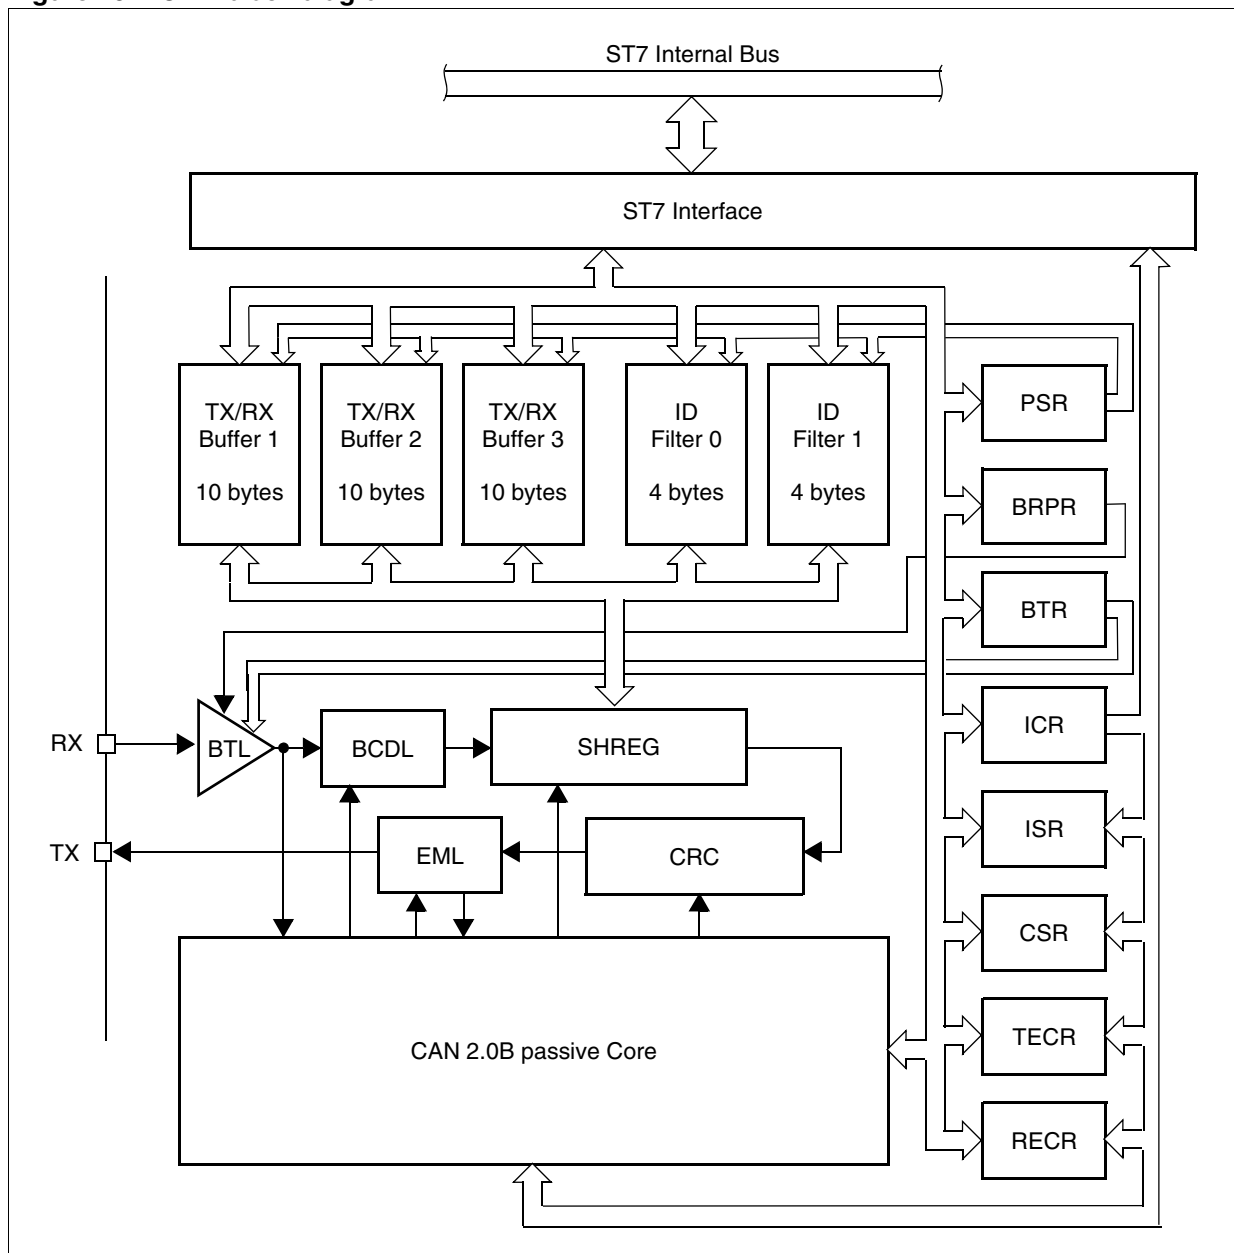 ST7 Internal Bus
ST7 Interface
TX/RX
Buffer 1
10 bytes
TX/RX
Buffer 2
10 bytes
TX/RX
Buffer 3
10 bytes
ID
Filter 0
4 bytes
ID
Filter 1
4 bytes
PSR
BRPR
BTR
ICR
ISR
CSR
TECR
RECR
RX
BTL
BCDL
SHREG
TX
EML
CRC
CAN 2.0B passive Core